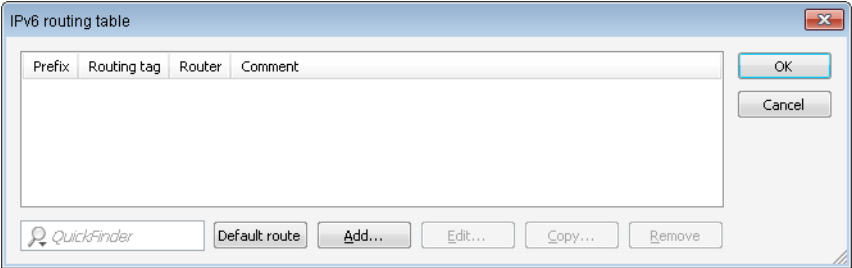 IPv6 routing table
Prefix Routing tag Router Comment
OK
Cancel
QuickFinder Default route Add... Edit... Copy... Remove